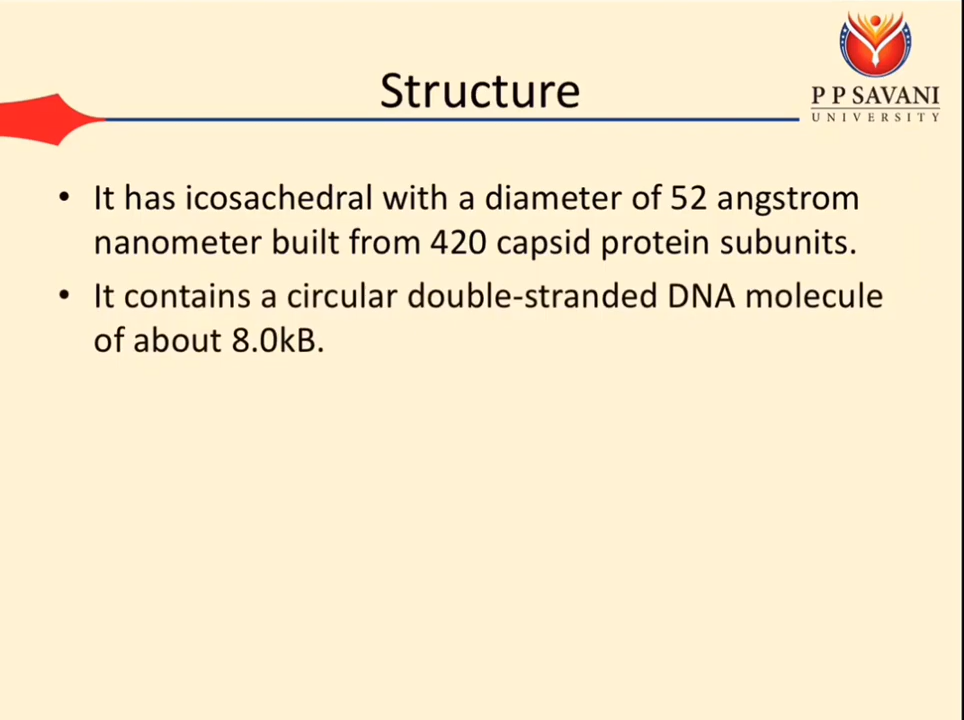 P P SAVANI
UNIVERSITY
Structure
• It has icosachedral with a diameter of 52 angstrom
nanometer built from 420 capsid protein subunits.
• It contains a circular double-stranded DNA molecule
of about 8.0kB.